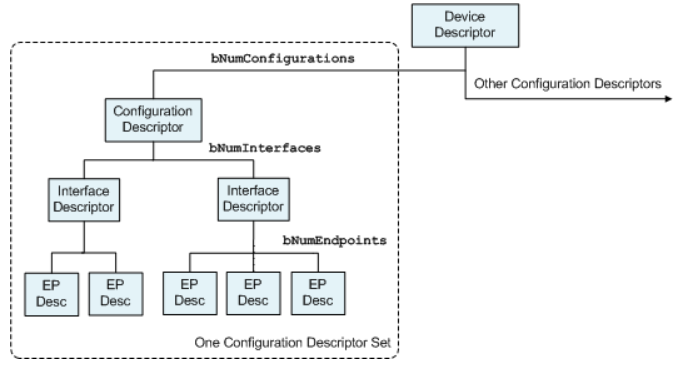 Device
Descriptor
bNumConfigurations
Other Configuration Descriptors
Configuration
Descriptor
bNumInterfaces
Interface
Descriptor
Interface
Descriptor
bNumEndpoints
EP
Desc
EP
Desc
EP
Desc
EP
Desc
EP
Desc
One Configuration Descriptor Set